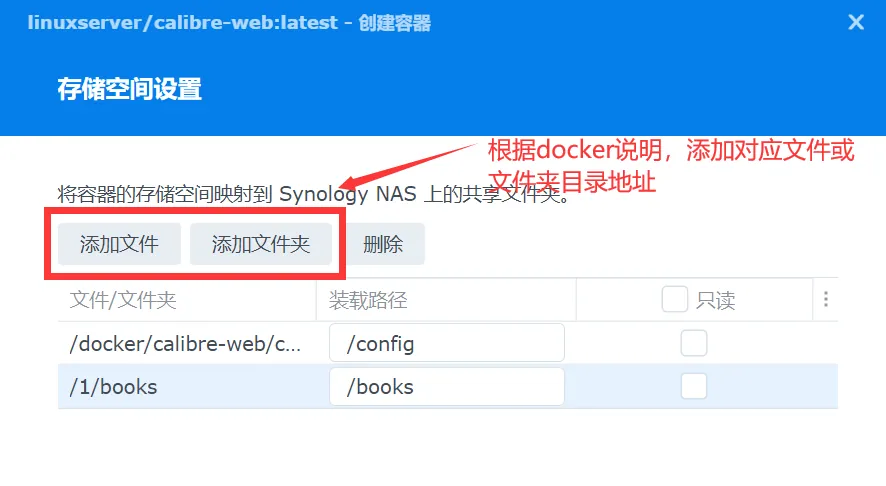 linuxserver/calibre-web:latest - 创建容器
存储空间设置
根据docker说明，添加对应文件或
文件夹目录地址
将容器的存储空间映射到 Synology NAS 上的共享文件夹。
添加文件 添加文件夹 删除
文件/文件夹 装载路径 只读
/docker/calibre-web/c... /config
/1/books /books